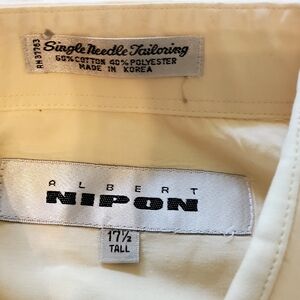 RN 37763
Single Needle Tailoring
60% COTTON 40% POLYESTER
MADE IN KOREA
ALBERT
NIPON
17½
TALL